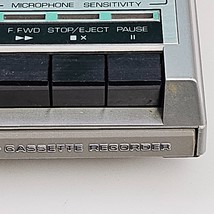 MICROPHONE SENSITIVITY
F.FWD STOP/EJECT PAUSE
▶▶ ■ × ❚❚
CASSETTE RECORDER